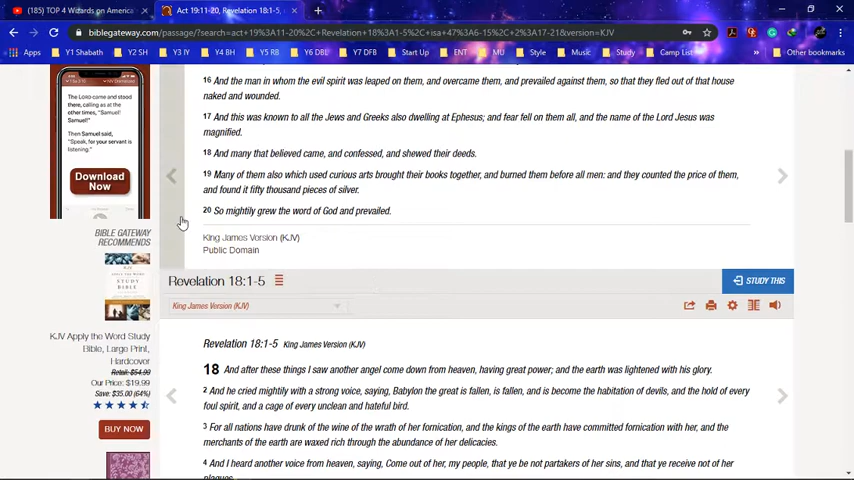 (185) TOP 4 Wizards on America
Act 19:11-20, Revelation 18:1-5,
biblegateway.com/passage/?search=act+19%3A11-20%2C+Revelation+18%3A1-5%2C+isa+47%3A6-15%2C+2%3A17-21&version=KJV
Apps
Y1 Shabath
Y2 SH
Y3 IY
Y4 BH
Y5 RB
Y6 DBL
Y7 DFB
Start Up
ENT
MU
Style
Music
Study
Camp List
Other bookmarks
The LORD came and stood
there, calling as at the
other times, "Samuel!
Samuel!"
Then Samuel said,
"Speak, for your servant is
listening."
Download
Now
BIBLE GATEWAY
RECOMMENDS
KJV Apply the Word Study
Bible, Large Print,
Hardcover
Retail: $54.99
Our Price: $19.99
Save: $35.00 (64%)
BUY NOW
16 And the man in whom the evil spirit was leaped on them, and overcame them, and prevailed against them, so that they fled out of that house
naked and wounded.
17 And this was known to all the Jews and Greeks also dwelling at Ephesus; and fear fell on them all, and the name of the Lord Jesus was
magnified.
18 And many that believed came, and confessed, and shewed their deeds.
19 Many of them also which used curious arts brought their books together, and burned them before all men: and they counted the price of them,
and found it fifty thousand pieces of silver.
20 So mightily grew the word of God and prevailed.
King James Version (KJV)
Public Domain
Revelation 18:1-5
STUDY THIS
King James Version (KJV)
Revelation 18:1-5 King James Version (KJV)
18 And after these things I saw another angel come down from heaven, having great power; and the earth was lightened with his glory.
2 And he cried mightily with a strong voice, saying, Babylon the great is fallen, is fallen, and is become the habitation of devils, and the hold of every
foul spirit, and a cage of every unclean and hateful bird.
3 For all nations have drunk of the wine of the wrath of her fornication, and the kings of the earth have committed fornication with her, and the
merchants of the earth are waxed rich through the abundance of her delicacies.
4 And I heard another voice from heaven, saying, Come out of her, my people, that ye be not partakers of her sins, and that ye receive not of her
plagues.